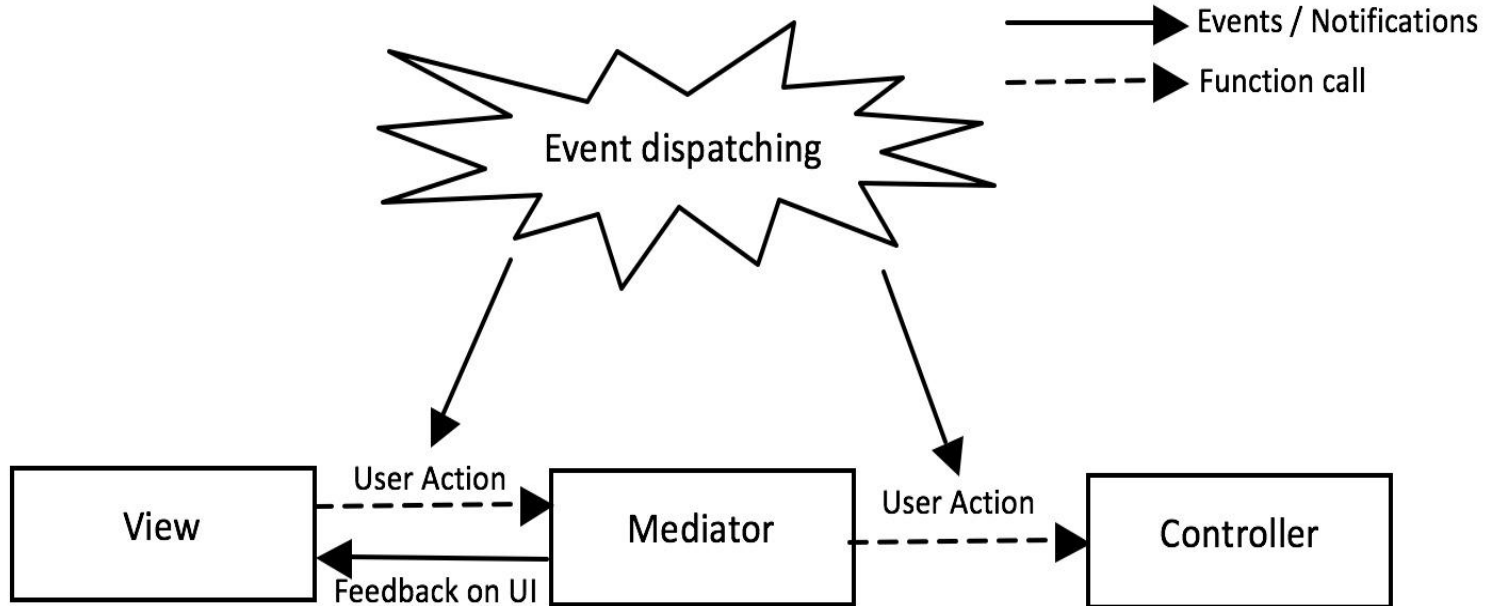 Events / Notifications
Function call
Event dispatching
User Action
View
Mediator
User Action
Controller
Feedback on UI